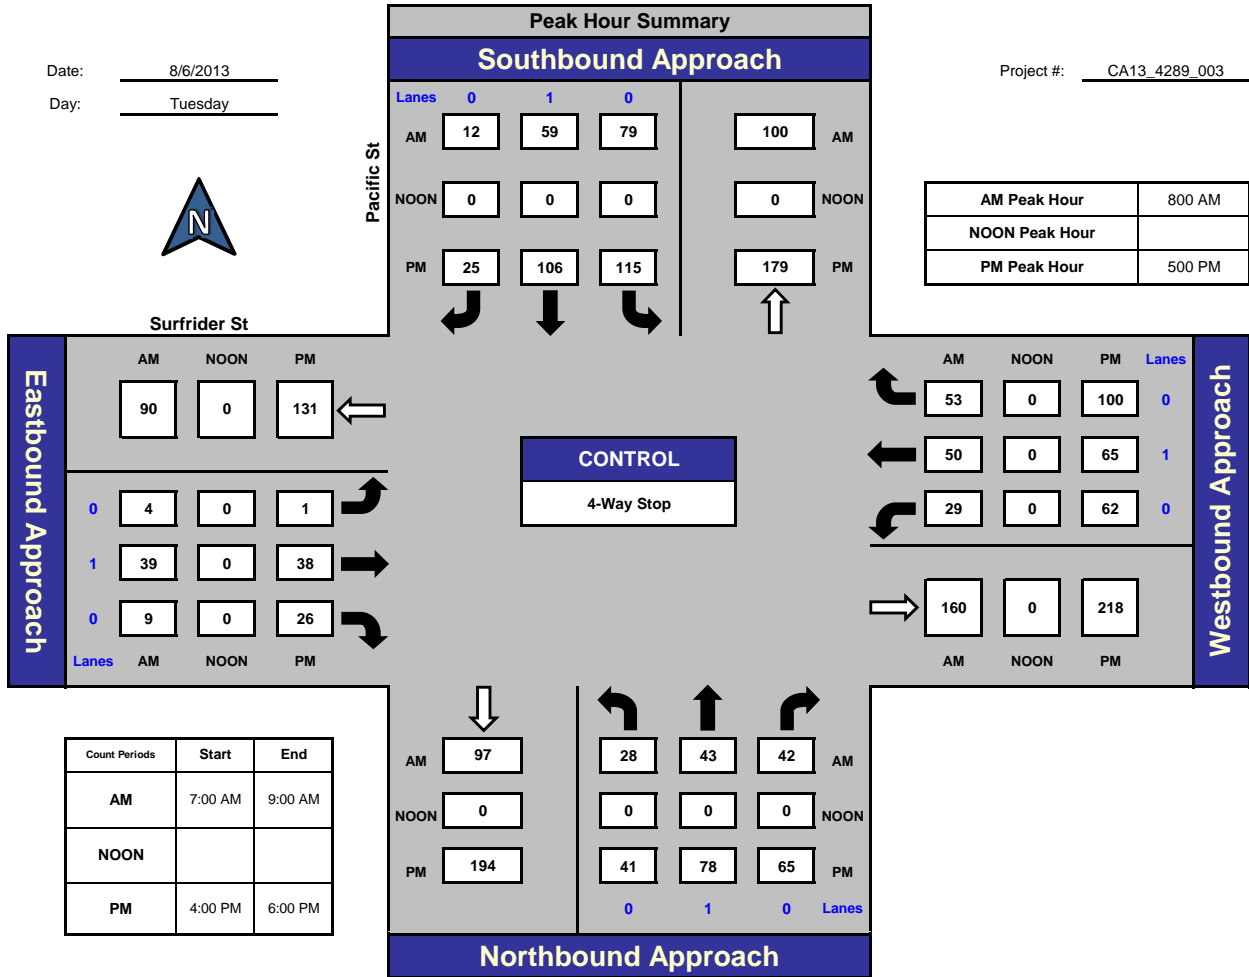 Peak Hour Summary
Southbound Approach
Date: 8/6/2013
Project #: CA13_4289_003
Day: Tuesday
Lanes 0 1 0
AM 12 59 79 100 AM
Pacific St
N
NOON 0 0 0 0 NOON
AM Peak Hour 800 AM
NOON Peak Hour
PM Peak Hour 500 PM
PM 25 106 115 179 PM
Surfrider St
Eastbound Approach
AM NOON PM
90 0 131
0 4 0 1
1 39 0 38
0 9 0 26
Lanes AM NOON PM
CONTROL
4-Way Stop
AM NOON PM Lanes
53 0 100 0
50 0 65 1
29 0 62 0
160 0 218
AM NOON PM
Westbound Approach
Count Periods Start End
AM 7:00 AM 9:00 AM
NOON
PM 4:00 PM 6:00 PM
AM 97 28 43 42 AM
NOON 0 0 0 0 NOON
PM 194 41 78 65 PM
0 1 0 Lanes
Northbound Approach